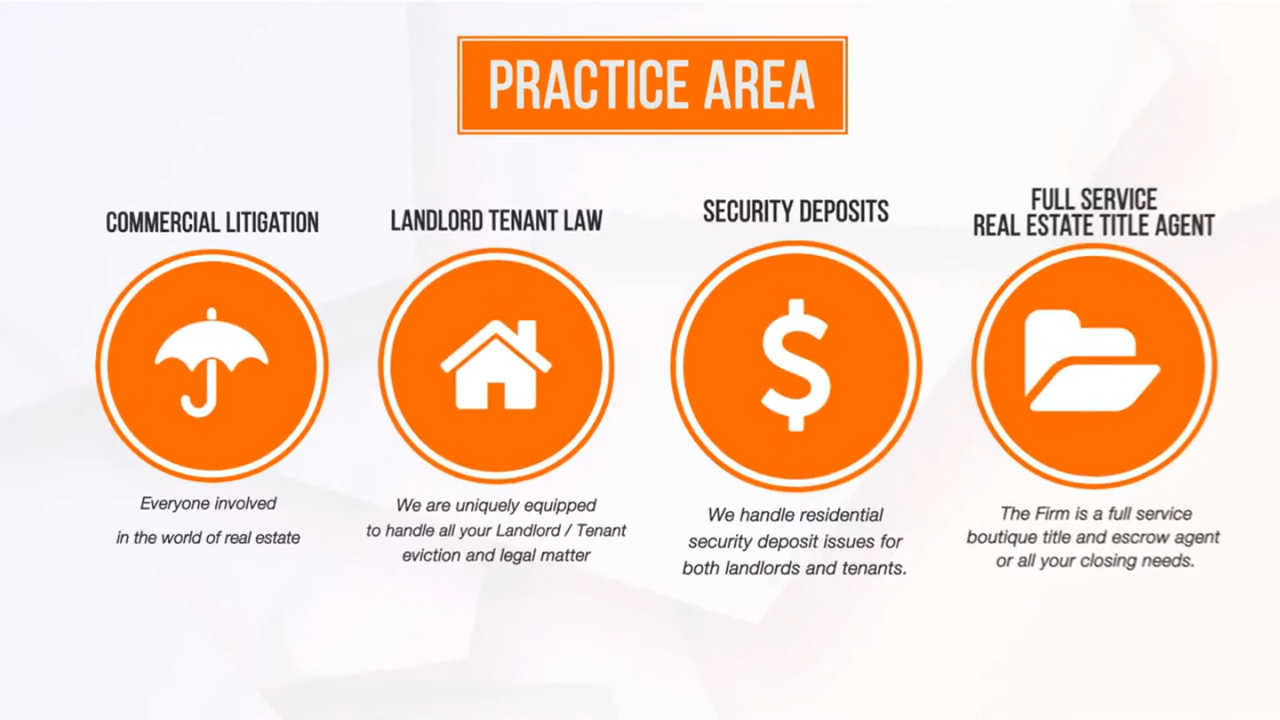 PRACTICE AREA
COMMERCIAL LITIGATION
Everyone involved
in the world of real estate
LANDLORD TENANT LAW
We are uniquely equipped
to handle all your Landlord / Tenant
eviction and legal matter
SECURITY DEPOSITS
$
We handle residential
security deposit issues for
both landlords and tenants.
FULL SERVICE
REAL ESTATE TITLE AGENT
The Firm is a full service
boutique title and escrow agent
or all your closing needs.